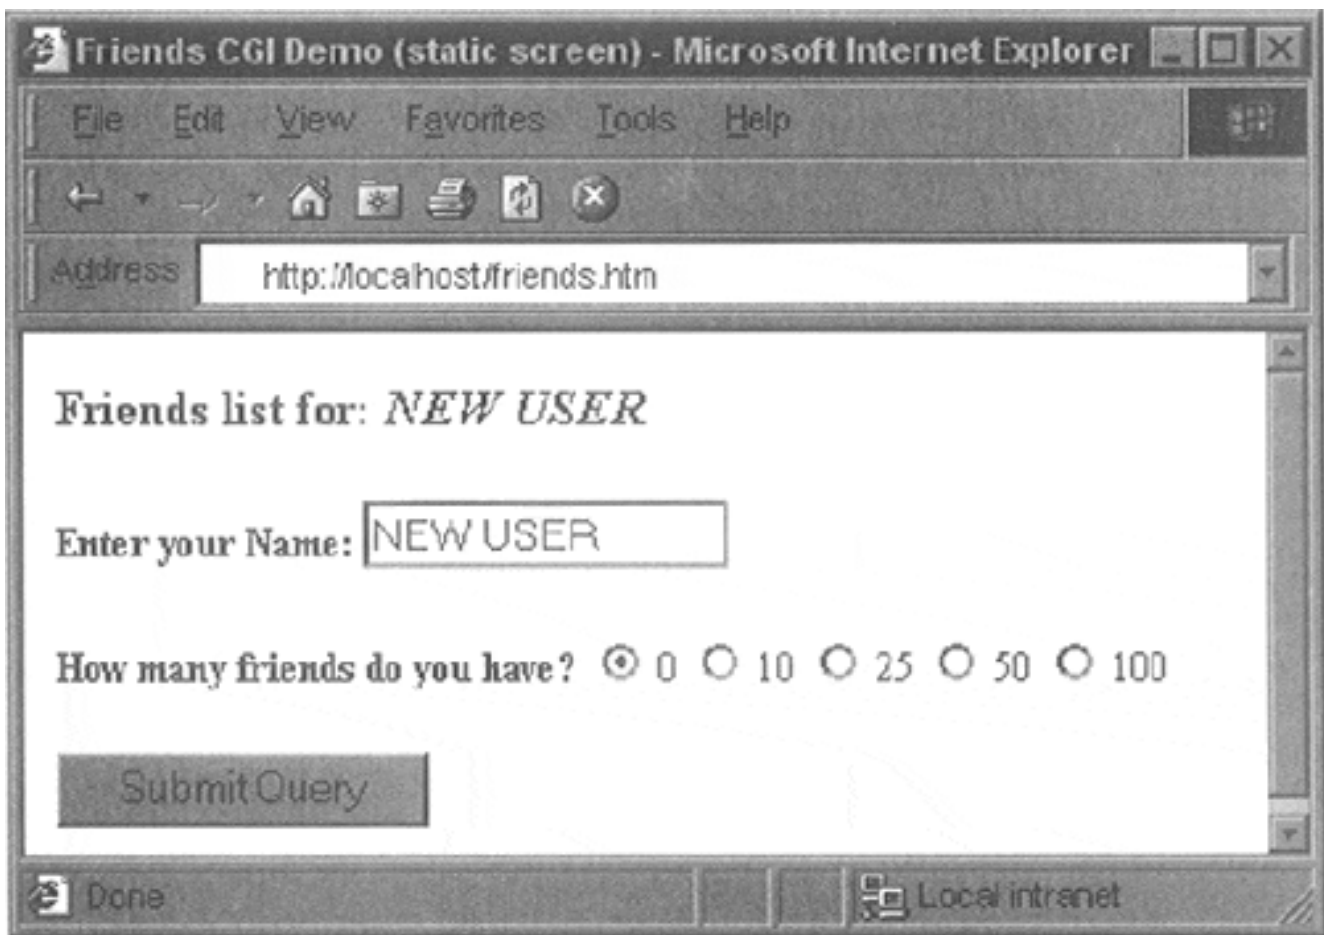 Friends CGI Demo (static screen) - Microsoft Internet Explorer
File Edit View Favorites Tools Help
Address http://localhost/friends.htm
Friends list for: NEW USER
Enter your Name: NEW USER
How many friends do you have? 0 10 25 50 100
Submit Query
Done Local intranet